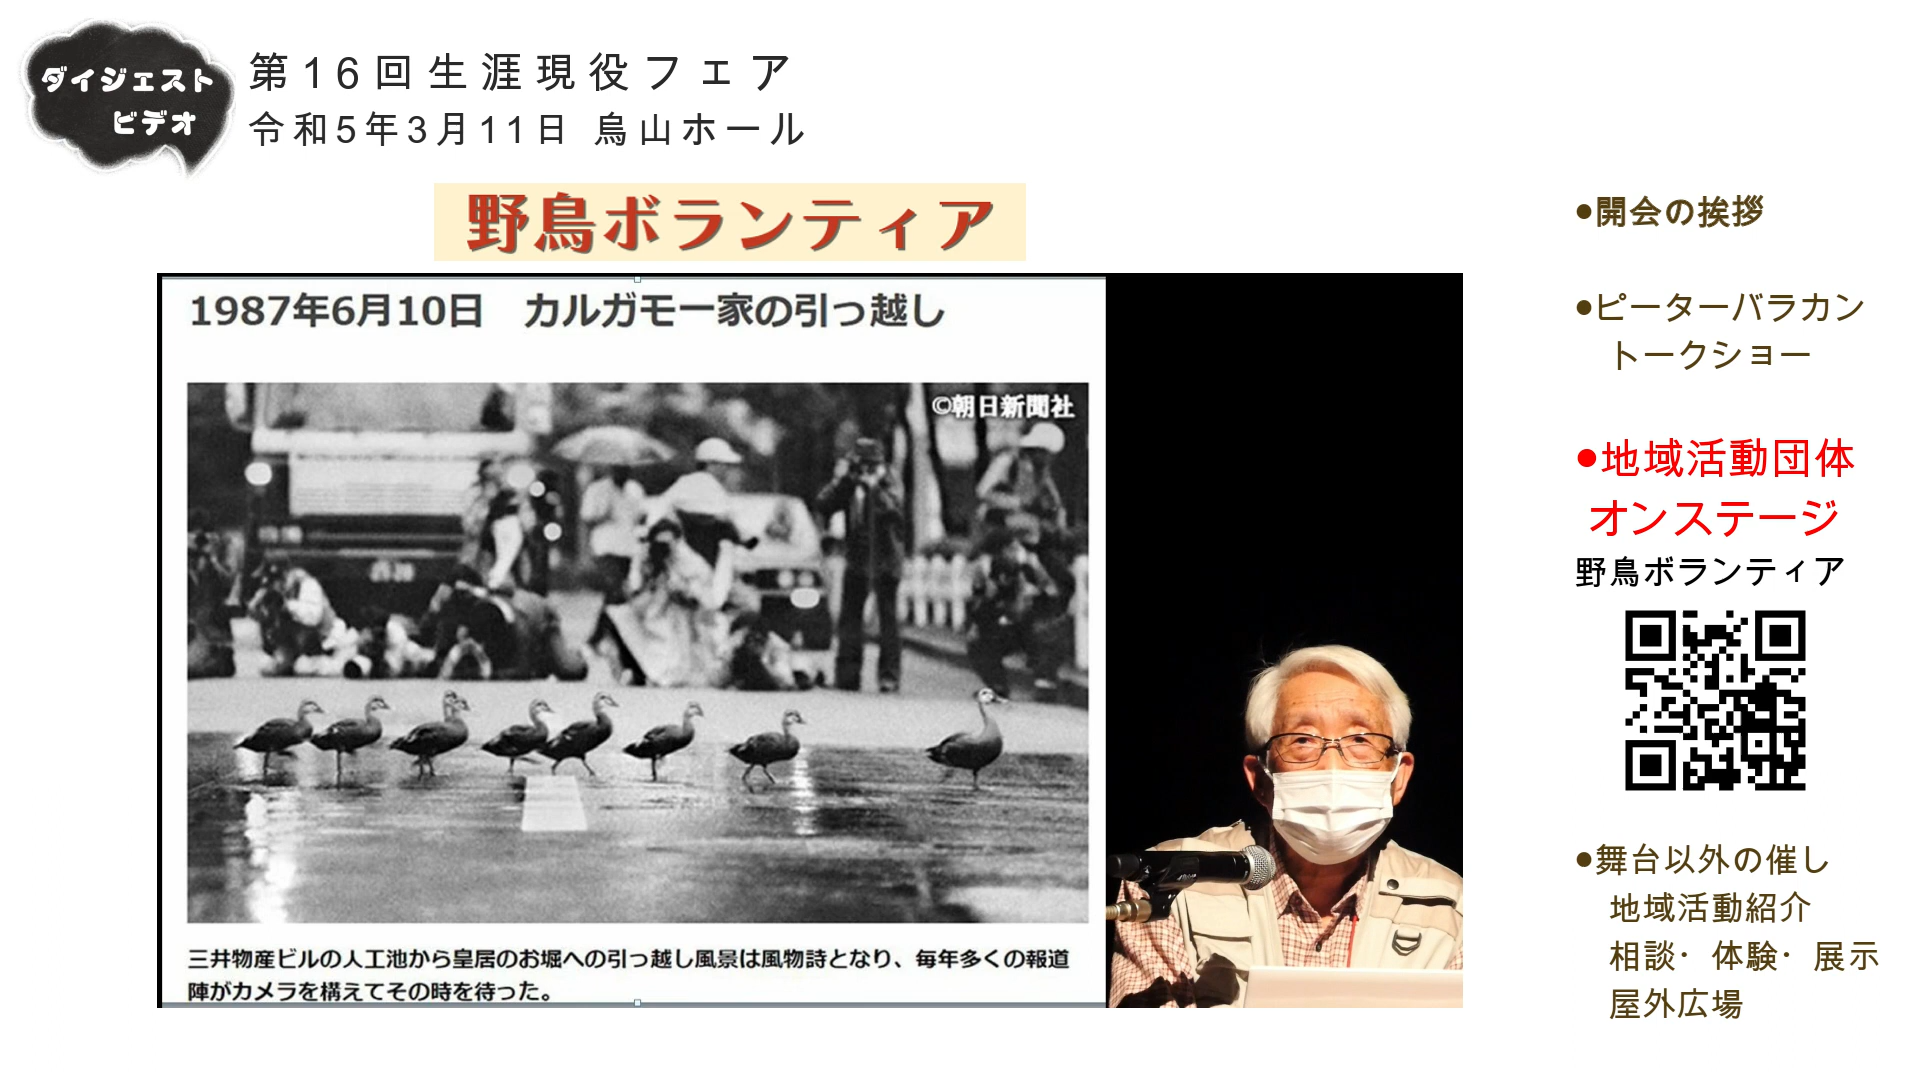 ダイジェスト
ビデオ
第16回生涯現役フェア
令和5年3月11日 烏山ホール
野鳥ボランティア
1987年6月10日　カルガモ一家の引っ越し
©朝日新聞社
三井物産ビルの人工池から皇居のお堀への引っ越し風景は風物詩となり、毎年多くの報道
陣がカメラを構えてその時を待った。
●開会の挨拶
●ピーターバラカン
トークショー
●地域活動団体
オンステージ
野鳥ボランティア
●舞台以外の催し
地域活動紹介
相談・体験・展示
屋外広場